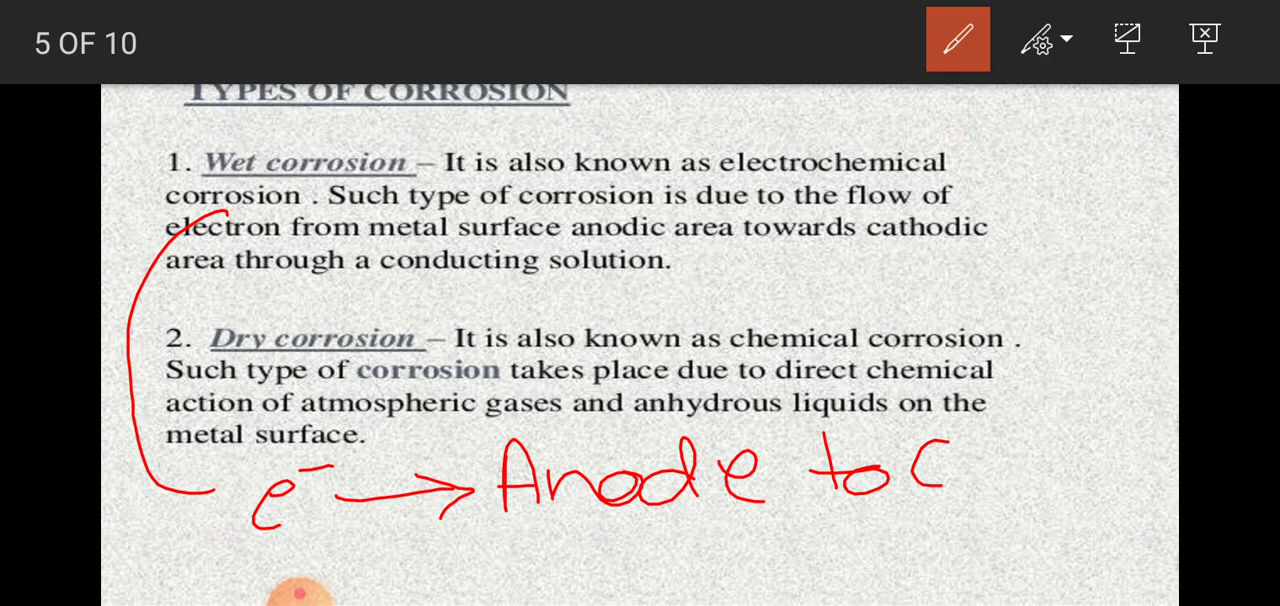 5 OF 10
TYPES OF CORROSION
1. Wet corrosion – It is also known as electrochemical
corrosion . Such type of corrosion is due to the flow of
electron from metal surface anodic area towards cathodic
area through a conducting solution.
2. Dry corrosion – It is also known as chemical corrosion .
Such type of corrosion takes place due to direct chemical
action of atmospheric gases and anhydrous liquids on the
metal surface.
e⁻ → Anode to C